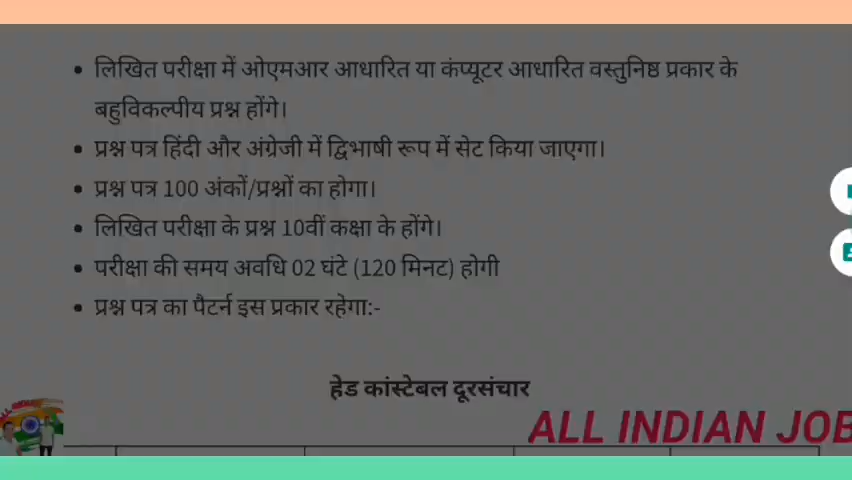 • लिखित परीक्षा में ओएमआर आधारित या कंप्यूटर आधारित वस्तुनिष्ठ प्रकार के
बहुविकल्पीय प्रश्न होंगे।
• प्रश्न पत्र हिंदी और अंग्रेजी में द्विभाषी रूप में सेट किया जाएगा।
• प्रश्न पत्र 100 अंकों/प्रश्नों का होगा।
• लिखित परीक्षा के प्रश्न 10वीं कक्षा के होंगे।
• परीक्षा की समय अवधि 02 घंटे (120 मिनट) होगी
• प्रश्न पत्र का पैटर्न इस प्रकार रहेगा:-
हेड कांस्टेबल दूरसंचार
ALL INDIAN JOB